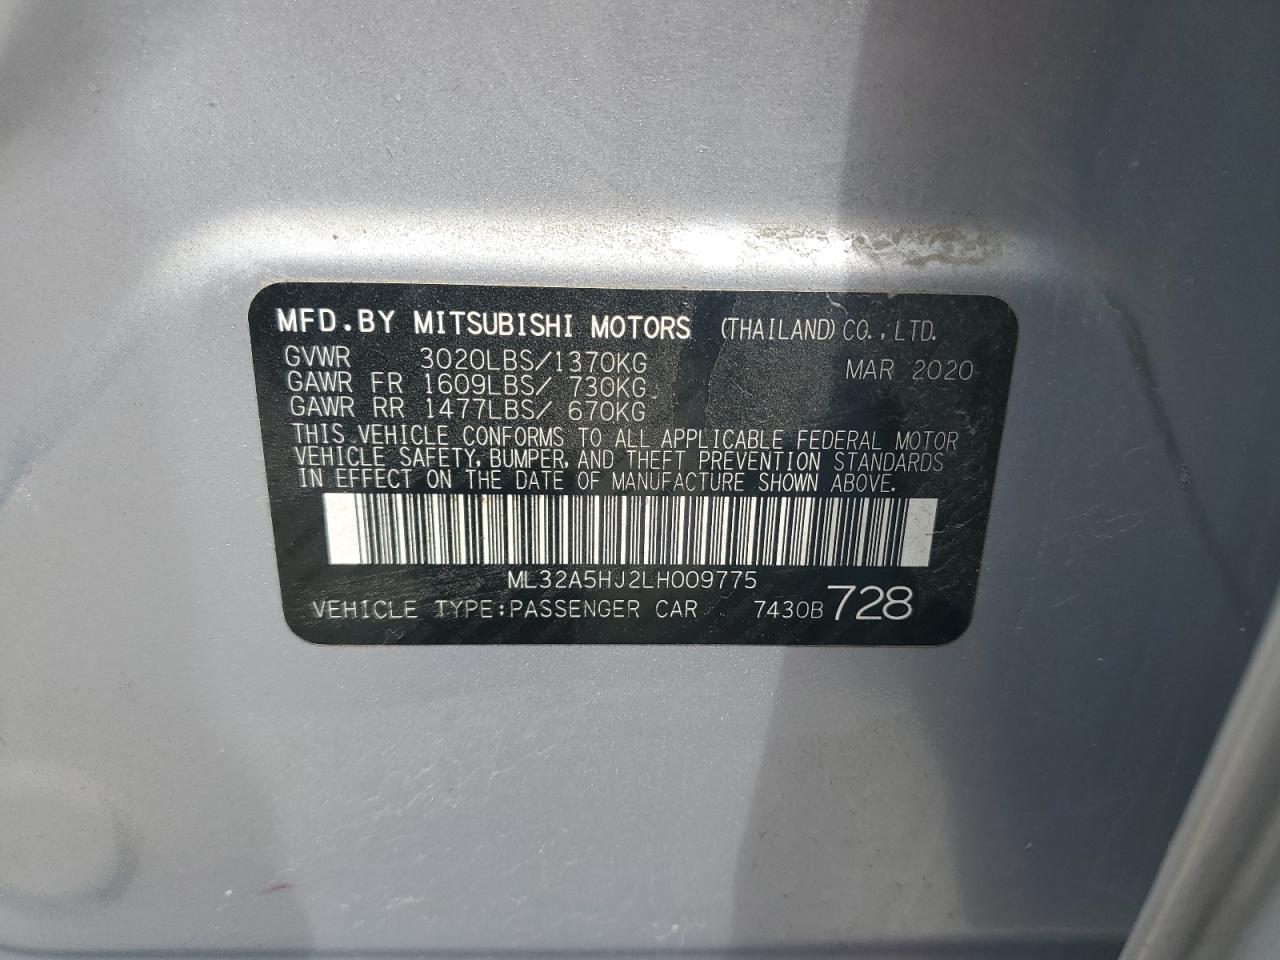 MFD.BY MITSUBISHI MOTORS (THAILAND)CO.,LTD.
GVWR 3020LBS/1370KG MAR 2020
GAWR FR 1609LBS/ 730KG
GAWR RR 1477LBS/ 670KG
THIS VEHICLE CONFORMS TO ALL APPLICABLE FEDERAL MOTOR
VEHICLE SAFETY, BUMPER, AND THEFT PREVENTION STANDARDS
IN EFFECT ON THE DATE OF MANUFACTURE SHOWN ABOVE.
ML32A5HJ2LH009775
VEHICLE TYPE:PASSENGER CAR 7430B 728